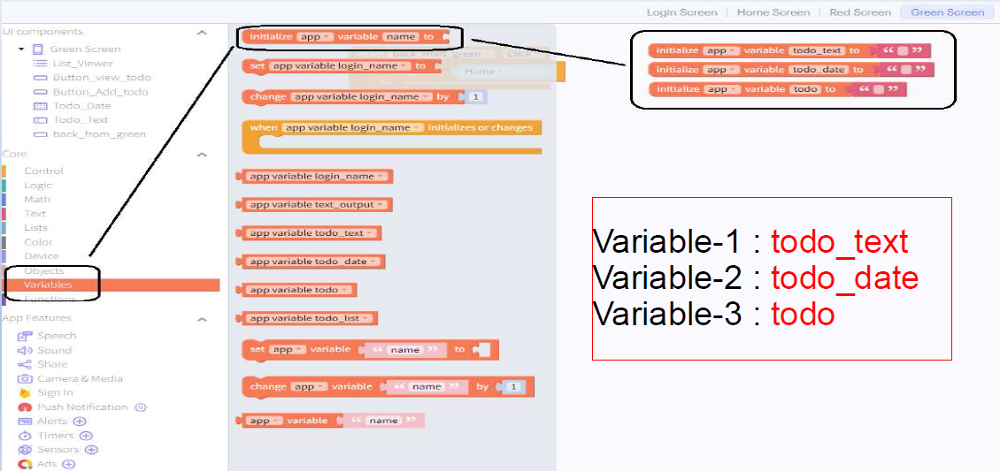 Login Screen | Home Screen | Red Screen | Green Screen
UI components
Green Screen
List_Viewer
Button_view_todo
Button_Add_todo
Todo_Date
Todo_Text
back_from_green
Core
Control
Logic
Math
Text
Lists
Color
Device
Objects
Variables
Functions
App Features
Speech
Sound
Share
Camera & Media
Sign In
Push Notification
Alerts
Timers
Sensors
Ads
initialize app variable name to
back_from_green Click
set app variable login_name to
Home
change app variable login_name by 1
when app variable login_name initializes or changes
app variable login_name
app variable text_output
app variable todo_text
app variable todo_date
app variable todo
app variable todo_list
set app variable “ name ” to
change app variable “ name ” by 1
app variable “ name ”
initialize app variable todo_text to “ ”
initialize app variable todo_date to “ ”
initialize app variable todo to “ ”
Variable-1 : todo_text
Variable-2 : todo_date
Variable-3 : todo